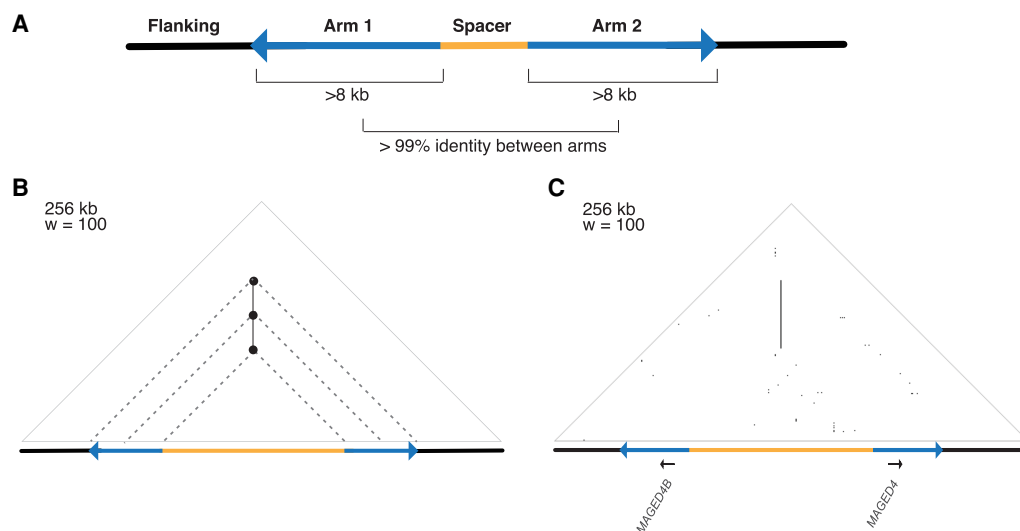 A
Flanking Arm 1 Spacer Arm 2
>8 kb >8 kb
> 99% identity between arms
B
256 kb
w = 100
C
256 kb
w = 100
MAGED4B
MAGED4